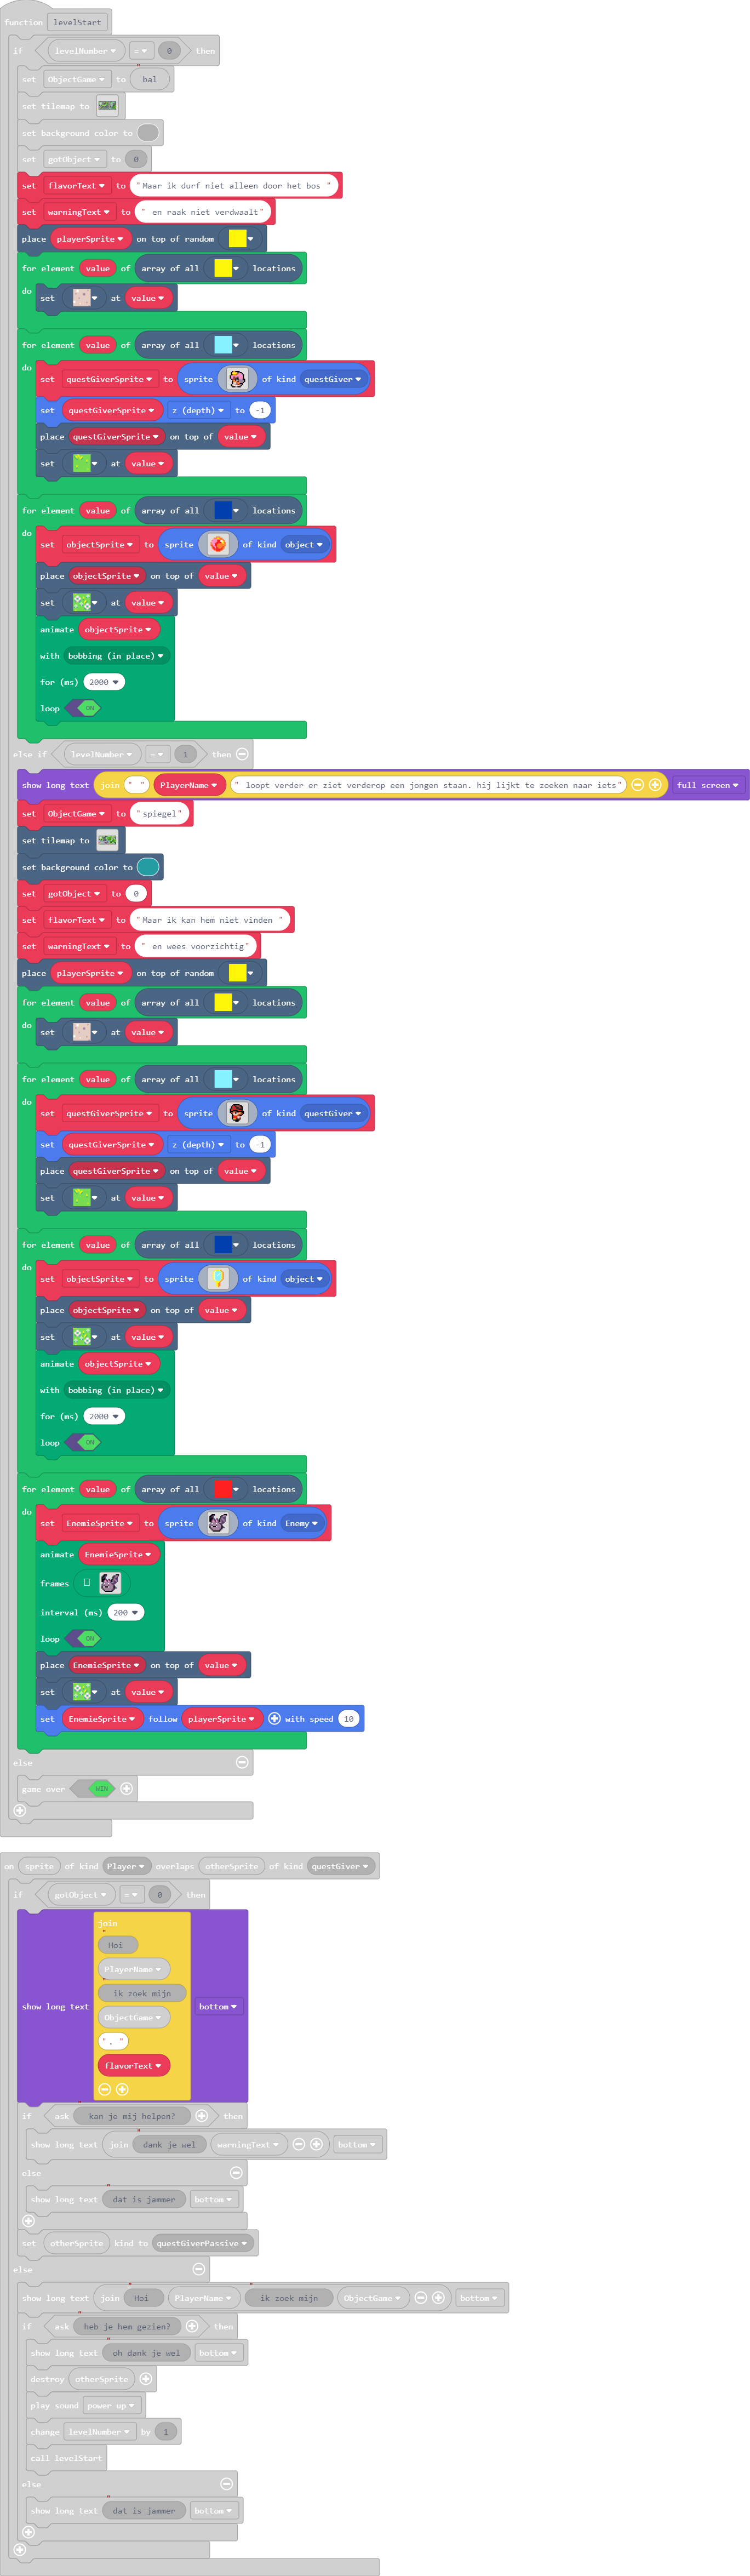 function levelStart
if levelNumber = 0 then
set ObjectGame to " bal
set tilemap to
set background color to
set gotObject to 0
set flavorText to "Maar ik durf niet alleen door het bos "
set warningText to " en raak niet verdwaalt"
place playerSprite on top of random
for element value of array of all locations
do set at value
for element value of array of all locations
do set questGiverSprite to sprite of kind questGiver
set questGiverSprite z (depth) to -1
place questGiverSprite on top of value
set at value
for element value of array of all locations
do set objectSprite to sprite of kind object
place objectSprite on top of value
set at value
animate objectSprite
with bobbing (in place)
for (ms) 2000
loop ON
else if levelNumber = 1 then
show long text join " " PlayerName " loopt verder er ziet verderop een jongen staan. hij lijkt te zoeken naar iets" full screen
set ObjectGame to "spiegel"
set tilemap to
set background color to
set gotObject to 0
set flavorText to "Maar ik kan hem niet vinden "
set warningText to " en wees voorzichtig"
place playerSprite on top of random
for element value of array of all locations
do set at value
for element value of array of all locations
do set questGiverSprite to sprite of kind questGiver
set questGiverSprite z (depth) to -1
place questGiverSprite on top of value
set at value
for element value of array of all locations
do set objectSprite to sprite of kind object
place objectSprite on top of value
set at value
animate objectSprite
with bobbing (in place)
for (ms) 2000
loop ON
for element value of array of all locations
do set EnemieSprite to sprite of kind Enemy
animate EnemieSprite
frames
interval (ms) 200
loop ON
place EnemieSprite on top of value
set at value
set EnemieSprite follow playerSprite with speed 10
else
game over WIN
on sprite of kind Player overlaps otherSprite of kind questGiver
if gotObject = 0 then
join
" Hoi
PlayerName
" ik zoek mijn
show long text bottom
ObjectGame
". "
flavorText
if ask " kan je mij helpen? then
show long text join " dank je wel warningText bottom
else
show long text " dat is jammer bottom
set otherSprite kind to questGiverPassive
else
show long text join " Hoi PlayerName " ik zoek mijn ObjectGame bottom
if ask " heb je hem gezien? then
show long text " oh dank je wel bottom
destroy otherSprite
play sound power up
change levelNumber by 1
call levelStart
else
show long text " dat is jammer bottom